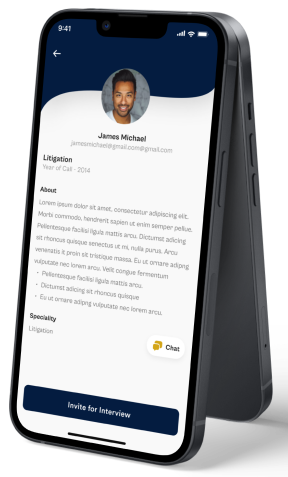 9:41
James Michael
jamesmichael@gmail.com@gmail.com
Litigation
Year of Call - 2014
About
Lorem ipsum dolor sit amet, consectetur adipiscing elit.
Morbi commodo, hendrerit sapien ut enim semper pellue.
Pellentesque facilisi ligula mattis arcu. Dictumst adicing
sit rhoncus quisque senectus ut mi, nulla purus. Arcu
venenatis it proin sit tristique massa. Eu ut ornare adipng
vulputate nec lorem arcu. Velit congue fermentum
• Pellentesque facilisi ligula mattis arcu.
• Dictumst adicing sit rhoncus quisque
• Eu ut ornare adipng vulputate nec lorem arcu.
Speciality
Litigation
Chat
Invite for Interview